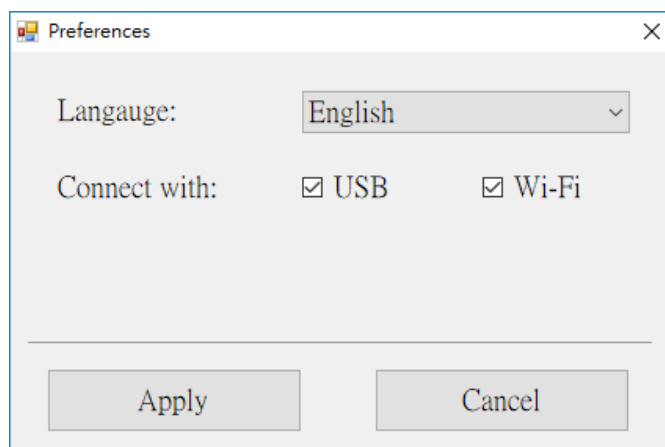 Preferences
Langauge: English
Connect with: USB Wi-Fi
Apply Cancel